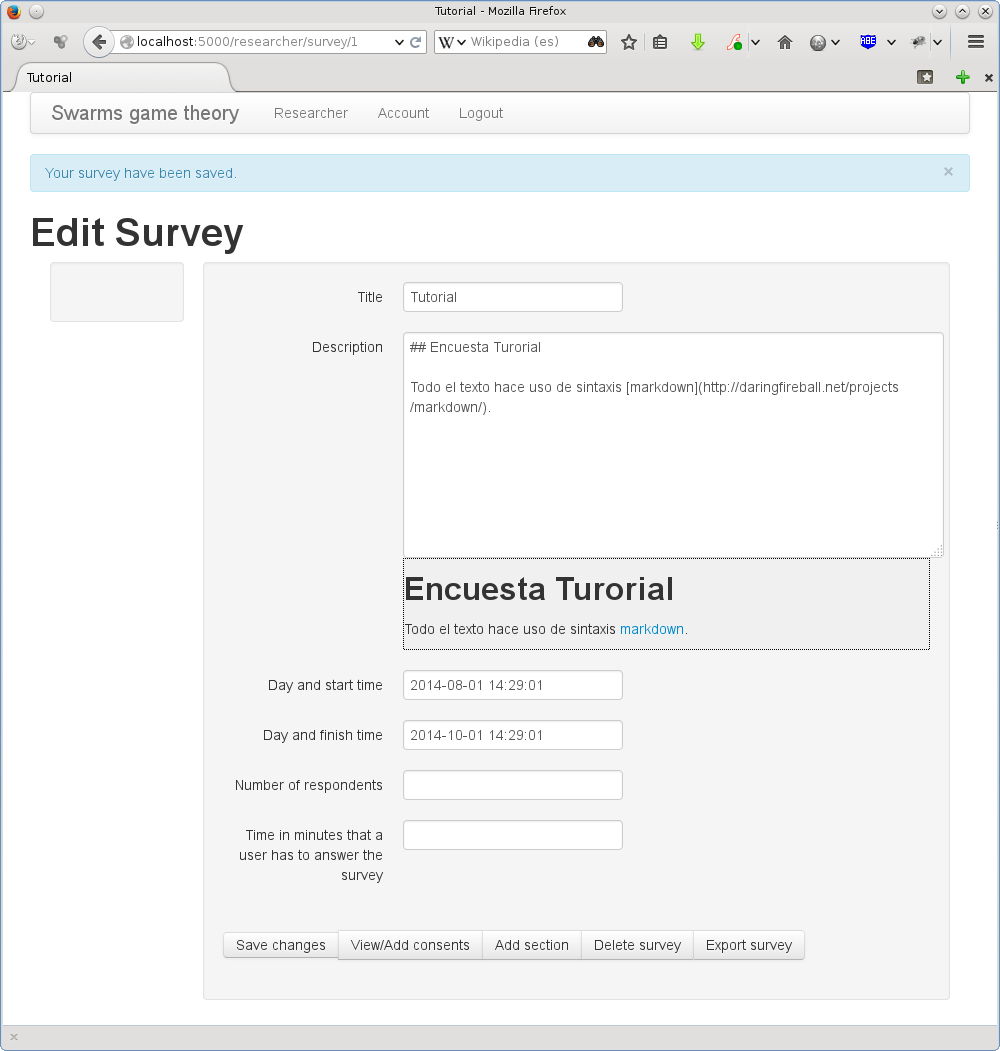 Tutorial - Mozilla Firefox
localhost:5000/researcher/survey/1
W
Wikipedia (es)
ABE
Tutorial
Swarms game theory
Researcher
Account
Logout
Your survey have been saved.
×
Edit Survey
Title
Tutorial
Description
## Encuesta Turorial
Todo el texto hace uso de sintaxis [markdown](http://daringfireball.net/projects
/markdown/).
Encuesta Turorial
Todo el texto hace uso de sintaxis markdown.
Day and start time
2014-08-01 14:29:01
Day and finish time
2014-10-01 14:29:01
Number of respondents
Time in minutes that a
user has to answer the
survey
Save changes
View/Add consents
Add section
Delete survey
Export survey